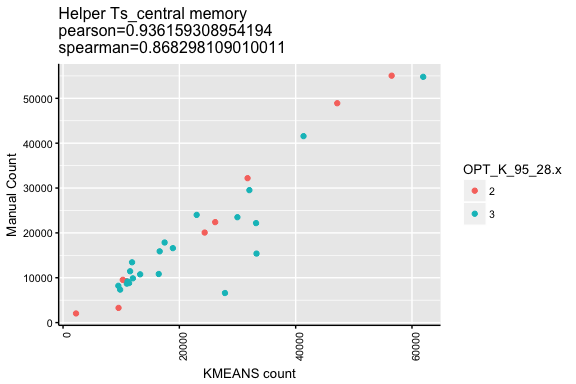 Helper Ts_central memory
pearson=0.936159308954194
spearman=0.868298109010011
50000
40000
30000
20000
10000
0
Manual Count
0
20000
40000
60000
KMEANS count
OPT_K_95_28.x
2
3